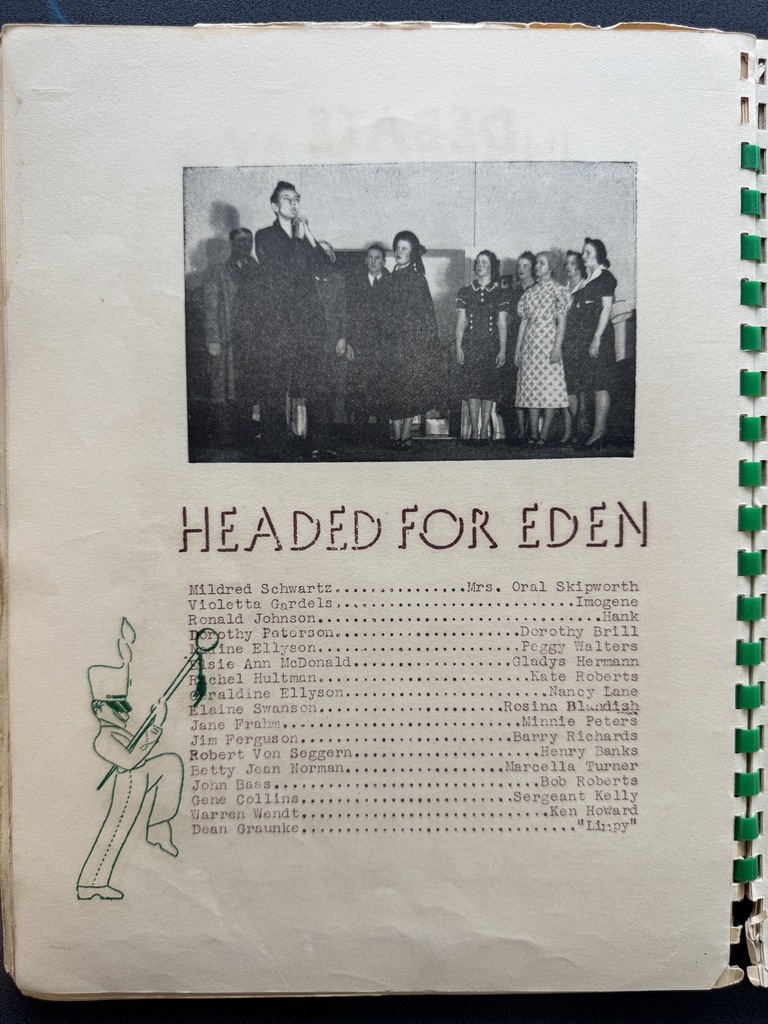 HEADED FOR EDEN
Mildred Schwartz..............Mrs. Oral Skipworth
Violetta Gardels..........................Imogene
Ronald Johnson...............................Hank
Dorothy Peterson....................Dorothy Brill
Maxine Ellyson......................Peggy Walters
Elsie Ann McDonald.................Gladys Hermann
Rachel Hultman.......................Kate Roberts
Geraldine Ellyson......................Nancy Lane
Elaine Swanson....................Rosina Blandish
Jane Frahm..........................Minnie Peters
Jim Ferguson.......................Barry Richards
Robert Von Seggern....................Henry Banks
Betty Jean Norman.................Marcella Turner
John Bass.............................Bob Roberts
Gene Collins.......................Sergeant Kelly
Warren Wendt...........................Ken Howard
Dean Graunke..............................."Limpy"